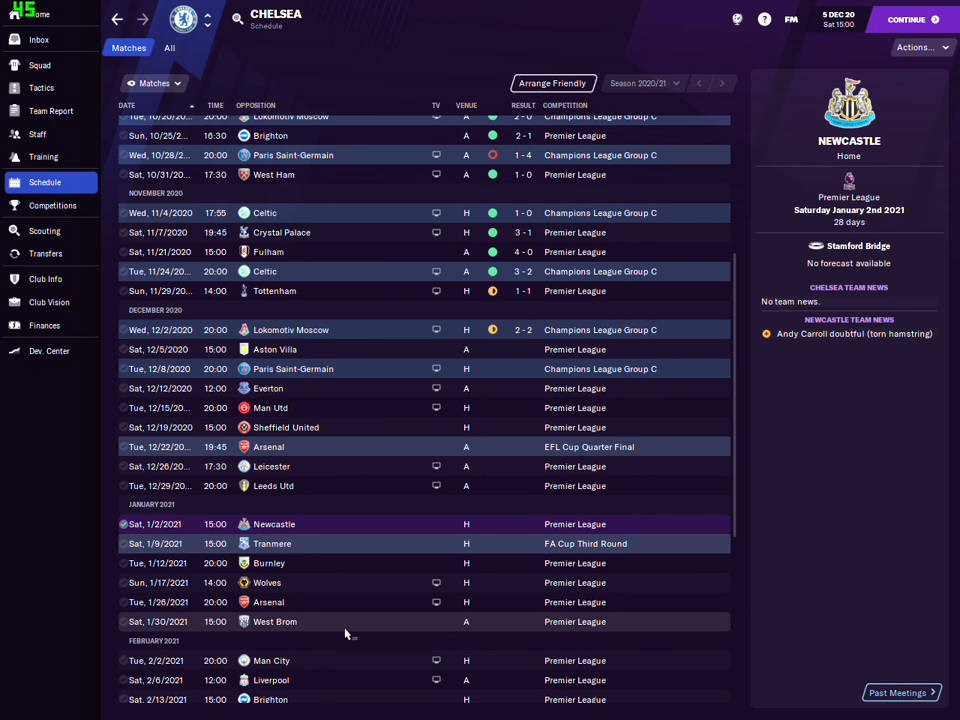 45
ome
CHELSEA
Schedule
5 DEC 20
Sat 15:00
CONTINUE
?
FM
Inbox
Squad
Tactics
Team Report
Staff
Training
Schedule
Competitions
Scouting
Transfers
Club Info
Club Vision
Finances
Dev. Center
Matches
All
Actions...
Matches
Arrange Friendly
Season 2020/21
DATE TIME OPPOSITION TV VENUE RESULT COMPETITION
Tue, 10/20/20... 20:00 Lokomotiv Moscow A 2 - 0 Champions League Group C
Sun, 10/25/2... 16:30 Brighton A 2 - 1 Premier League
Wed, 10/28/2... 20:00 Paris Saint-Germain A 1 - 4 Champions League Group C
Sat, 10/31/20... 17:30 West Ham A 1 - 0 Premier League
NOVEMBER 2020
Wed, 11/4/2020 17:55 Celtic H 1 - 0 Champions League Group C
Sat, 11/7/2020 19:45 Crystal Palace H 3 - 1 Premier League
Sat, 11/21/2020 15:00 Fulham A 4 - 0 Premier League
Tue, 11/24/20... 20:00 Celtic A 3 - 2 Champions League Group C
Sun, 11/29/20... 14:00 Tottenham H 1 - 1 Premier League
DECEMBER 2020
Wed, 12/2/2020 20:00 Lokomotiv Moscow H 2 - 2 Champions League Group C
Sat, 12/5/2020 15:00 Aston Villa A Premier League
Tue, 12/8/2020 20:00 Paris Saint-Germain H Champions League Group C
Sat, 12/12/2020 12:00 Everton A Premier League
Tue, 12/15/20... 20:00 Man Utd H Premier League
Sat, 12/19/2020 15:00 Sheffield United H Premier League
Tue, 12/22/20... 19:45 Arsenal A EFL Cup Quarter Final
Sat, 12/26/20... 17:30 Leicester A Premier League
Tue, 12/29/20... 20:00 Leeds Utd A Premier League
JANUARY 2021
Sat, 1/2/2021 15:00 Newcastle H Premier League
Sat, 1/9/2021 15:00 Tranmere H FA Cup Third Round
Tue, 1/12/2021 20:00 Burnley H Premier League
Sun, 1/17/2021 14:00 Wolves H Premier League
Tue, 1/26/2021 20:00 Arsenal H Premier League
Sat, 1/30/2021 15:00 West Brom A Premier League
FEBRUARY 2021
Tue, 2/2/2021 20:00 Man City H Premier League
Sat, 2/6/2021 12:00 Liverpool A Premier League
Sat, 2/13/2021 15:00 Brighton H Premier League
NEWCASTLE
Home
Premier League
Saturday January 2nd 2021
28 days
Stamford Bridge
No forecast available
CHELSEA TEAM NEWS
No team news.
NEWCASTLE TEAM NEWS
Andy Carroll doubtful (torn hamstring)
Past Meetings